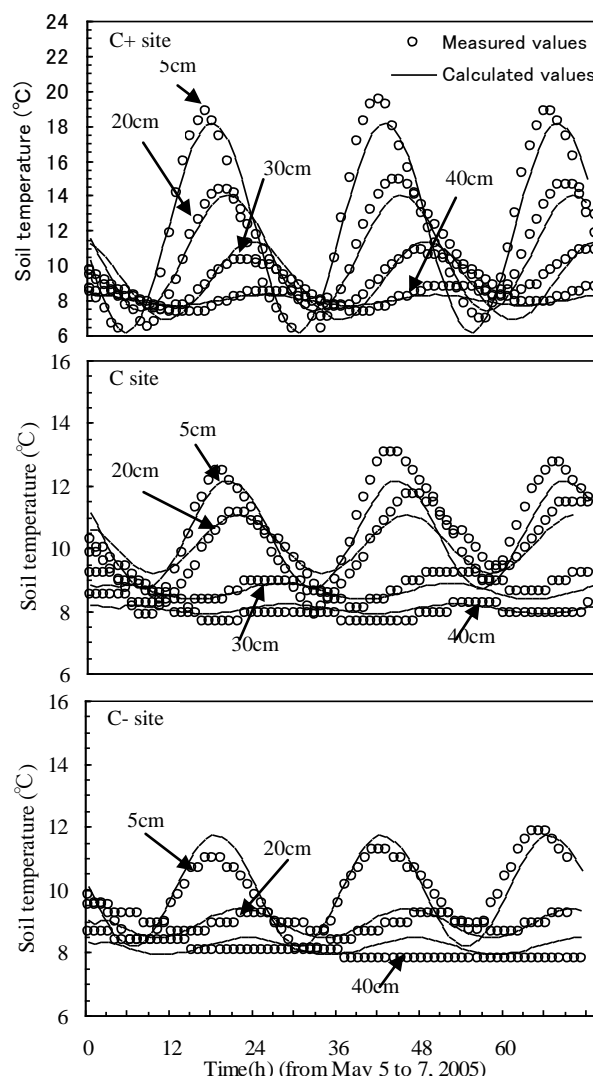 24
22
20
18
16
14
12
10
8
6
Soil temperature (℃)
C+ site
Measured values
Calculated values
5cm
20cm
30cm
40cm
16
14
12
10
8
6
Soil temperature (℃)
C site
5cm
20cm
30cm
40cm
16
14
12
10
8
6
Soil temperature (℃)
C- site
5cm
20cm
40cm
0 12 24 36 48 60
Time(h) (from May 5 to 7, 2005)